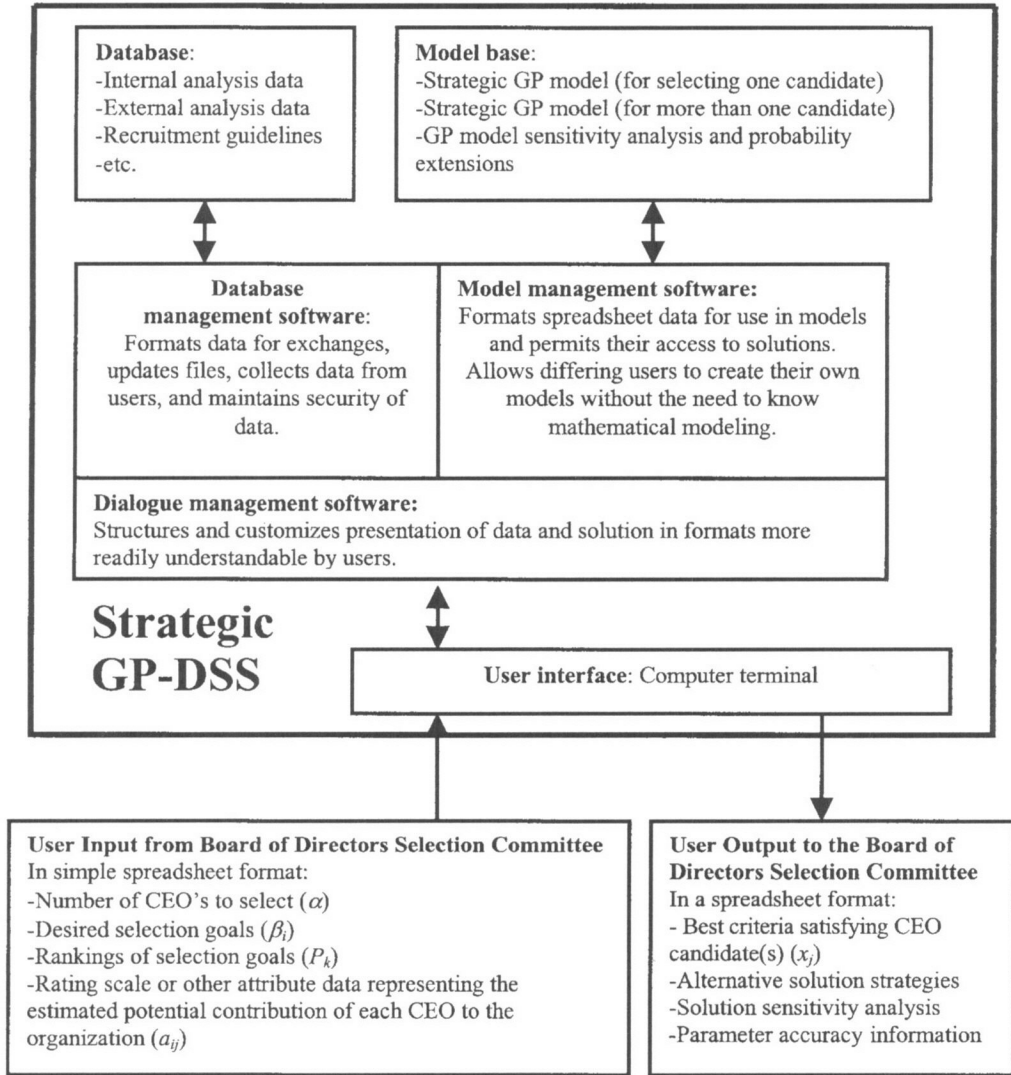 Database:
-Internal analysis data
-External analysis data
-Recruitment guidelines
-etc.
Model base:
-Strategic GP model (for selecting one candidate)
-Strategic GP model (for more than one candidate)
-GP model sensitivity analysis and probability
extensions
Database
management software:
Formats data for exchanges,
updates files, collects data from
users, and maintains security of
data.
Model management software:
Formats spreadsheet data for use in models
and permits their access to solutions.
Allows differing users to create their own
models without the need to know
mathematical modeling.
Dialogue management software:
Structures and customizes presentation of data and solution in formats more
readily understandable by users.
Strategic
GP-DSS
User interface: Computer terminal
User Input from Board of Directors Selection Committee
In simple spreadsheet format:
-Number of CEO's to select (α)
-Desired selection goals (βi)
-Rankings of selection goals (Pk)
-Rating scale or other attribute data representing the
estimated potential contribution of each CEO to the
organization (aij)
User Output to the Board of
Directors Selection Committee
In a spreadsheet format:
- Best criteria satisfying CEO
candidate(s) (xj)
-Alternative solution strategies
-Solution sensitivity analysis
-Parameter accuracy information